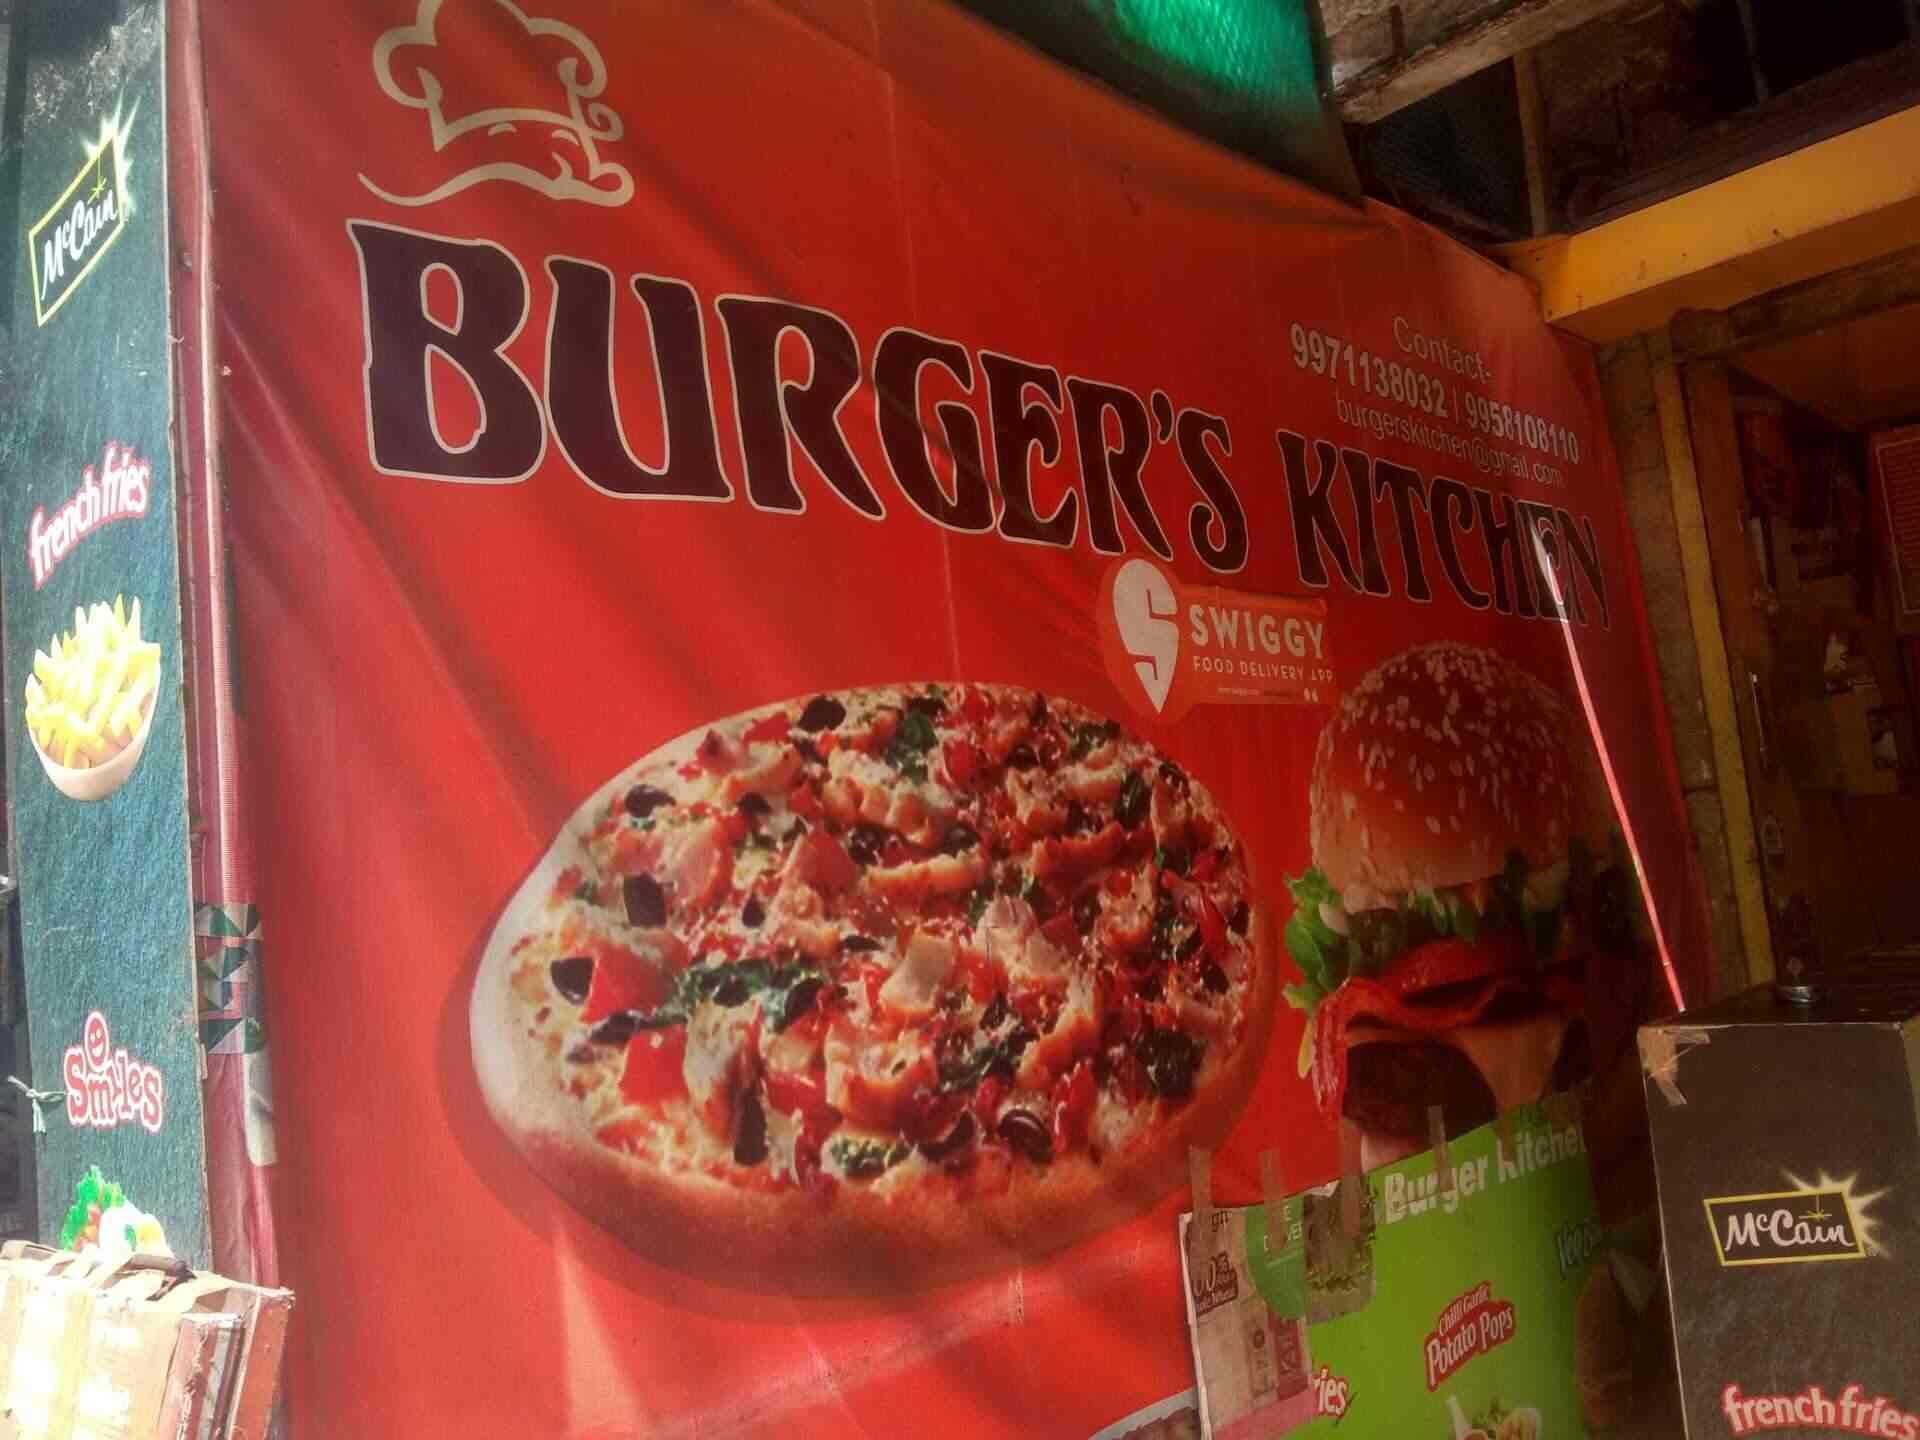 McCain
french fries
Smiles
BURGER'S KITCHEN
Contact-
9971138032 | 9958108110
burgerskitchen@gmail.com
SWIGGY
FOOD DELIVERY APP
Burger Kitchen
Chilli Garlic
Potato Pops
ries
McCain
french fries